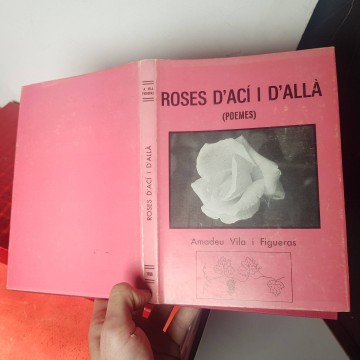 ROSES D'ACÍ I D'ALLÀ
(POEMES)
Amadeu Vila i Figueras
ROSES D'ACÍ I D'ALLÀ